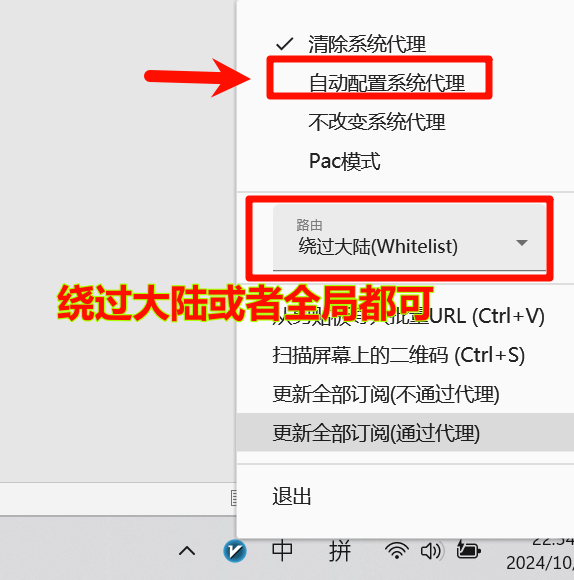 清除系统代理
自动配置系统代理
不改变系统代理
Pac模式
路由
绕过大陆(Whitelist)
绕过大陆或者全局都可
URL (Ctrl+V)
扫描屏幕上的二维码 (Ctrl+S)
更新全部订阅(不通过代理)
更新全部订阅(通过代理)
退出
中
拼
2024/10/